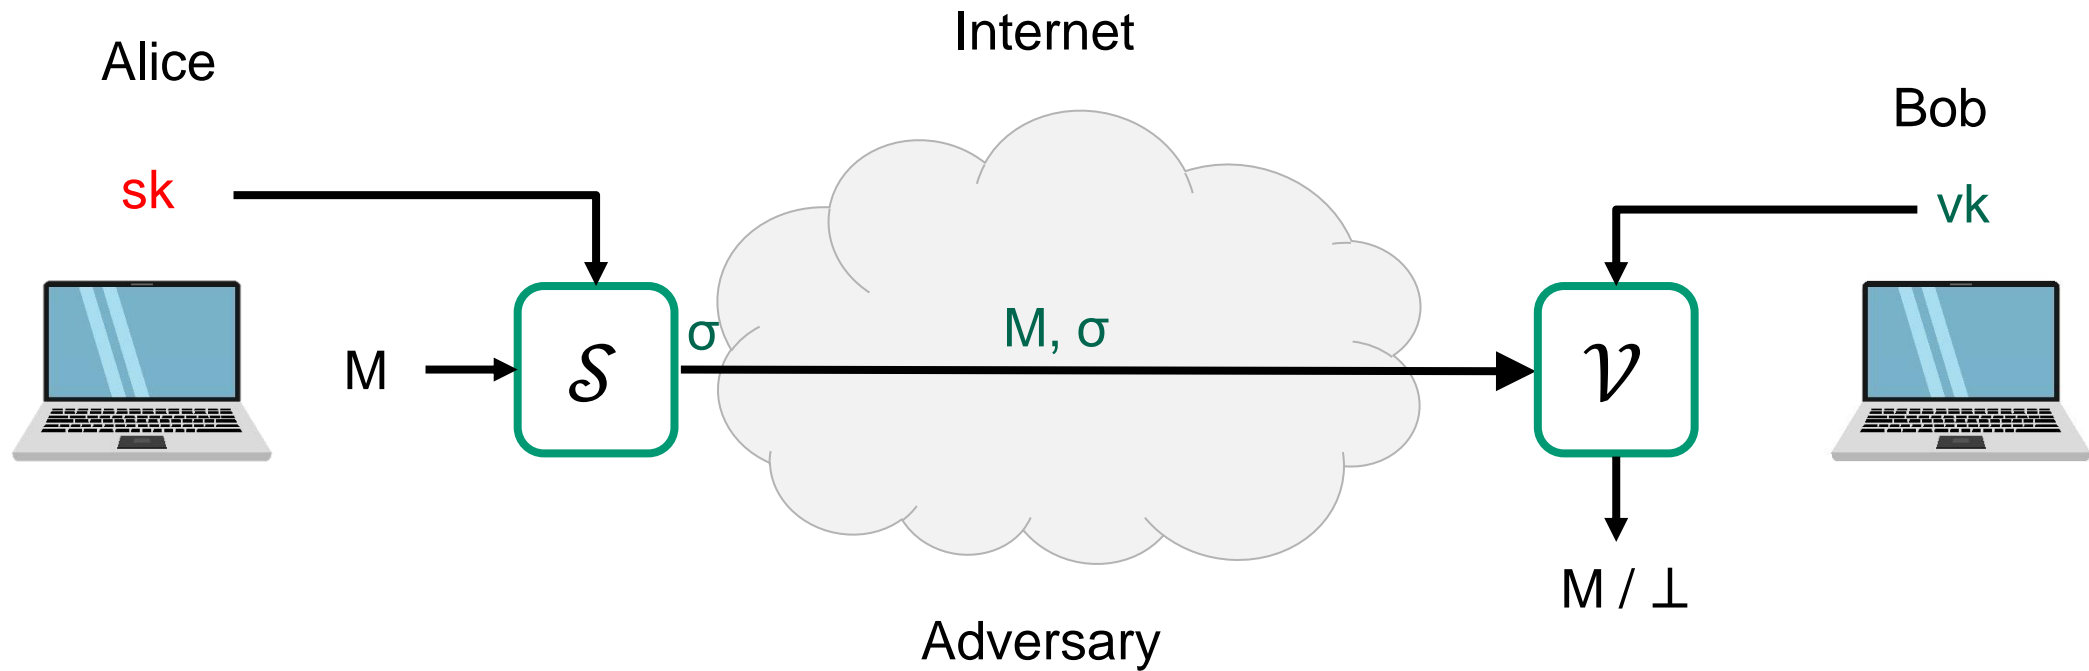 Internet
Alice
Bob
sk
vk
σ
M, σ
M
𝒮
𝒱
M / ⊥
Adversary